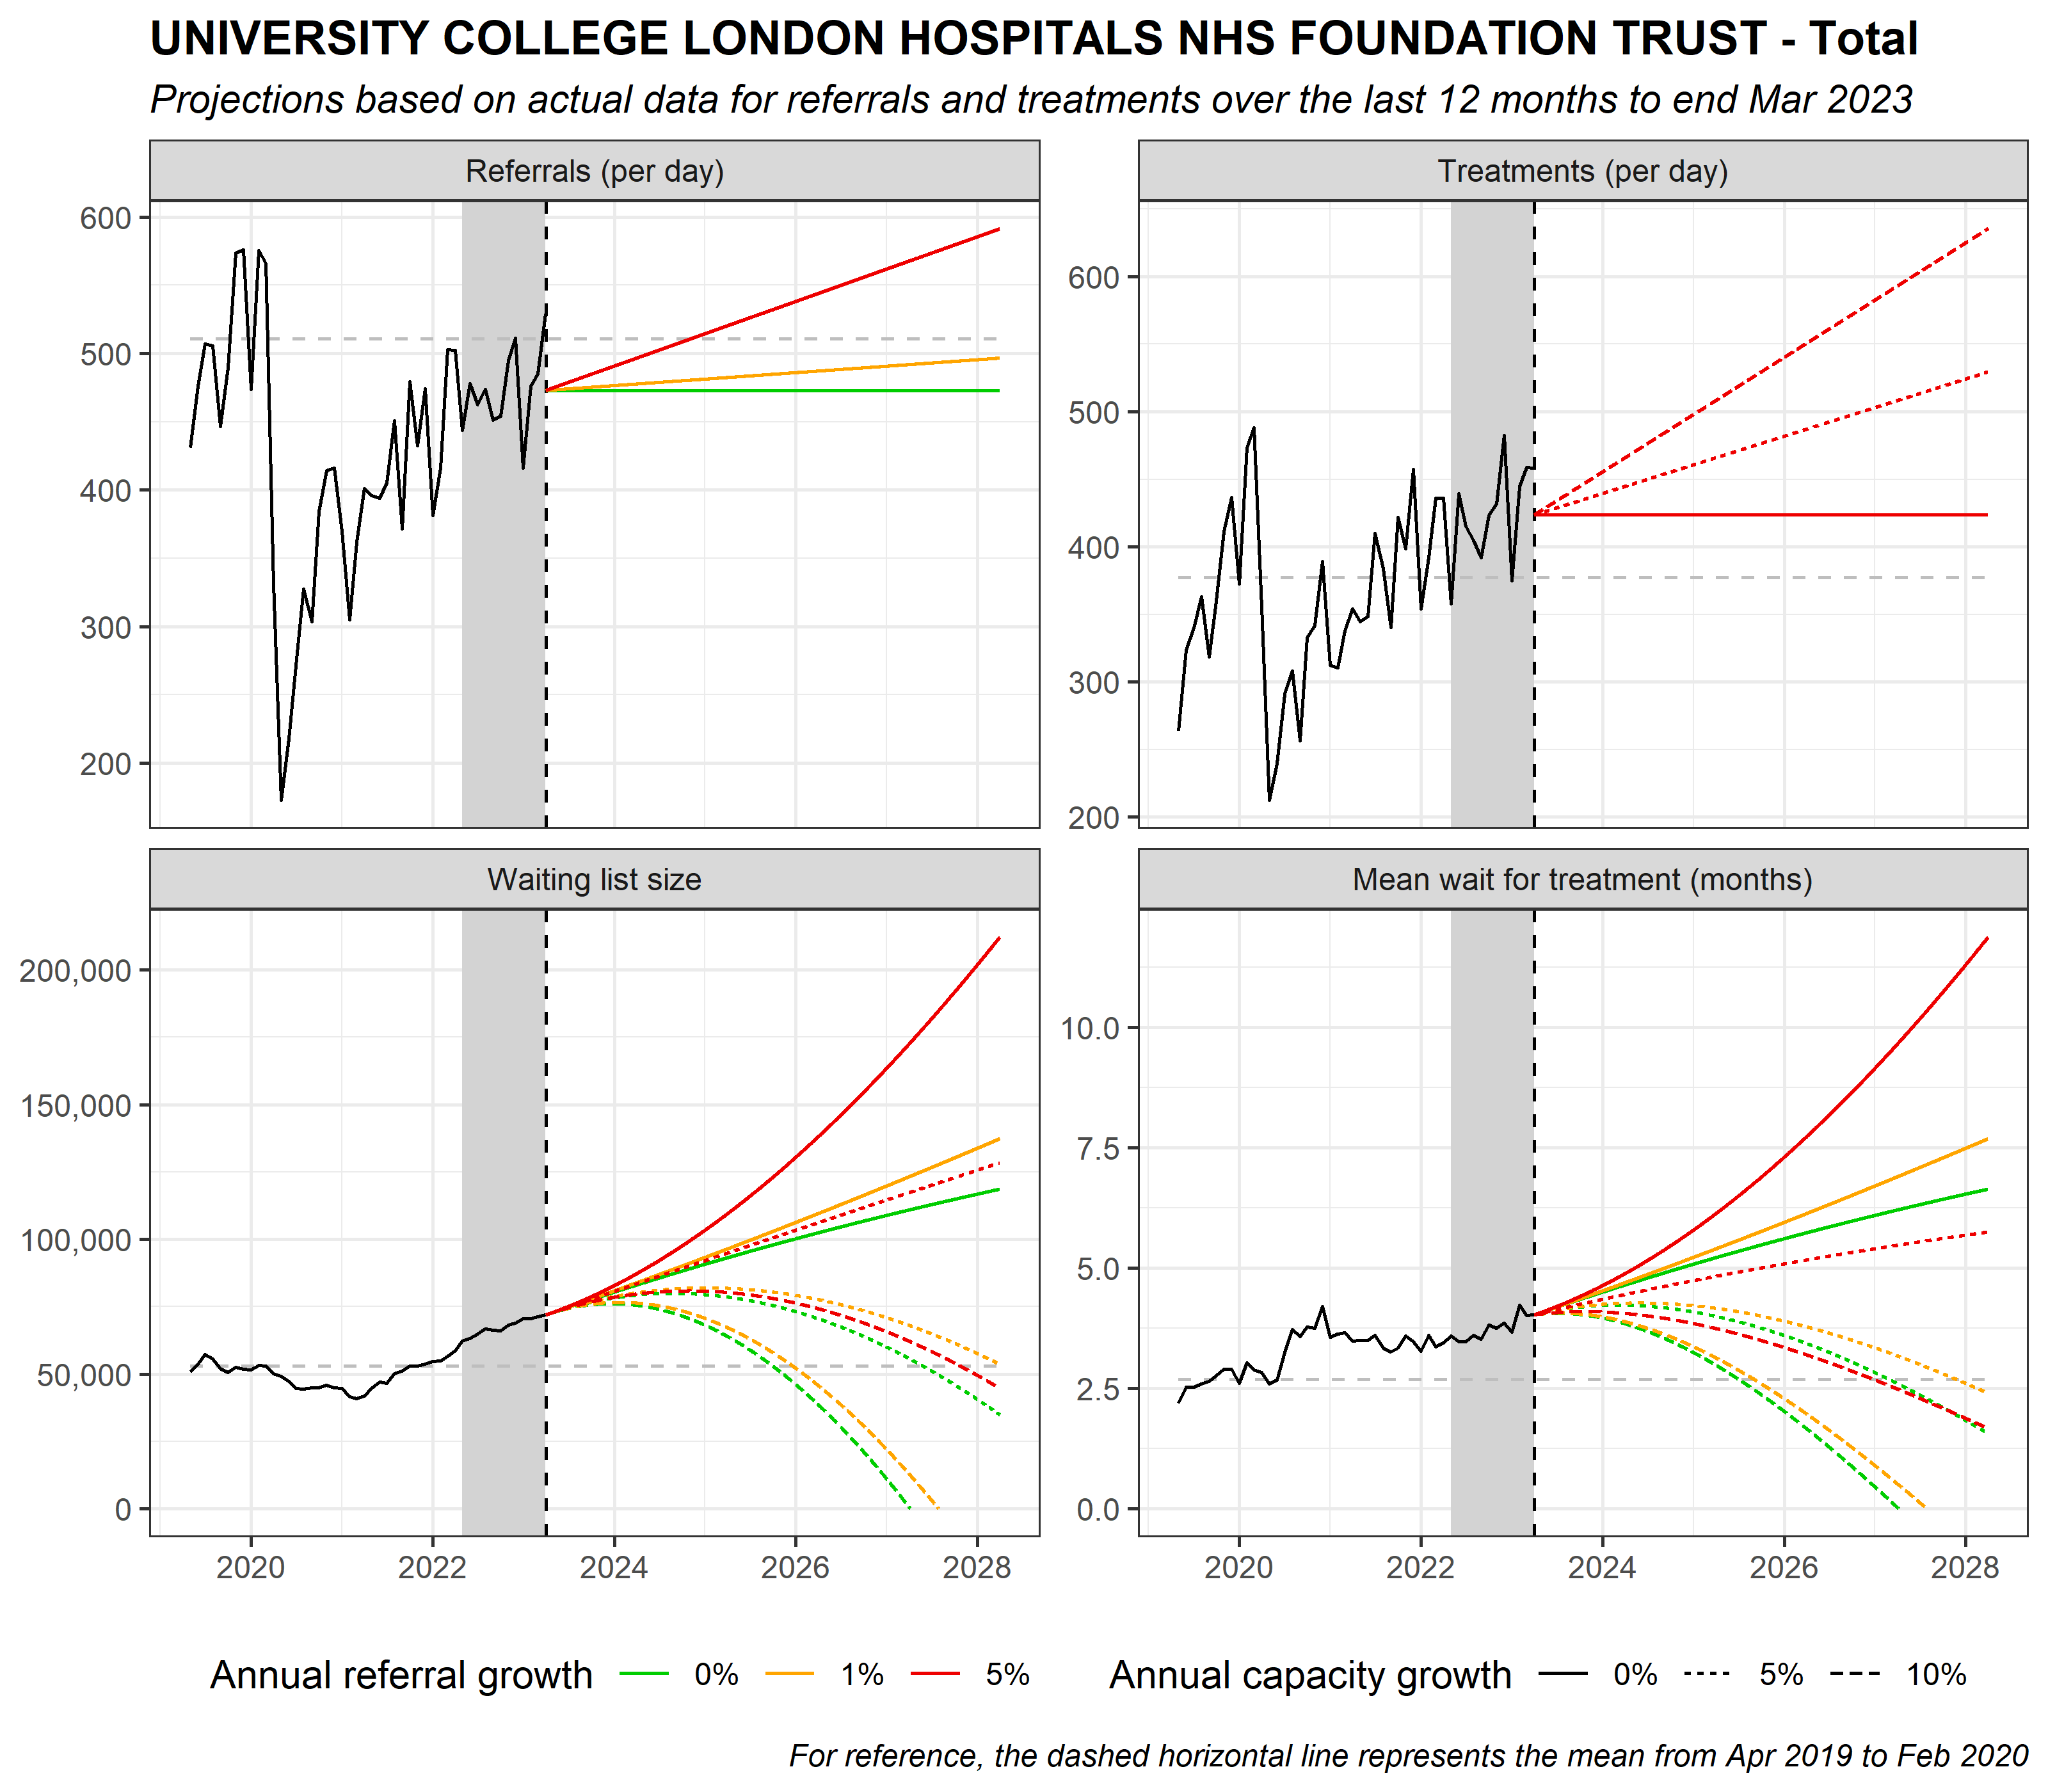 UNIVERSITY COLLEGE LONDON HOSPITALS NHS FOUNDATION TRUST - Total
Projections based on actual data for referrals and treatments over the last 12 months to end Mar 2023
Referrals (per day)
600
500
400
300
200
Treatments (per day)
600
500
400
300
200
Waiting list size
200,000
150,000
100,000
50,000
0
2020 2022 2024 2026 2028
Mean wait for treatment (months)
10.0
7.5
5.0
2.5
0.0
2020 2022 2024 2026 2028
Annual referral growth 0% 1% 5%
Annual capacity growth 0% 5% 10%
For reference, the dashed horizontal line represents the mean from Apr 2019 to Feb 2020